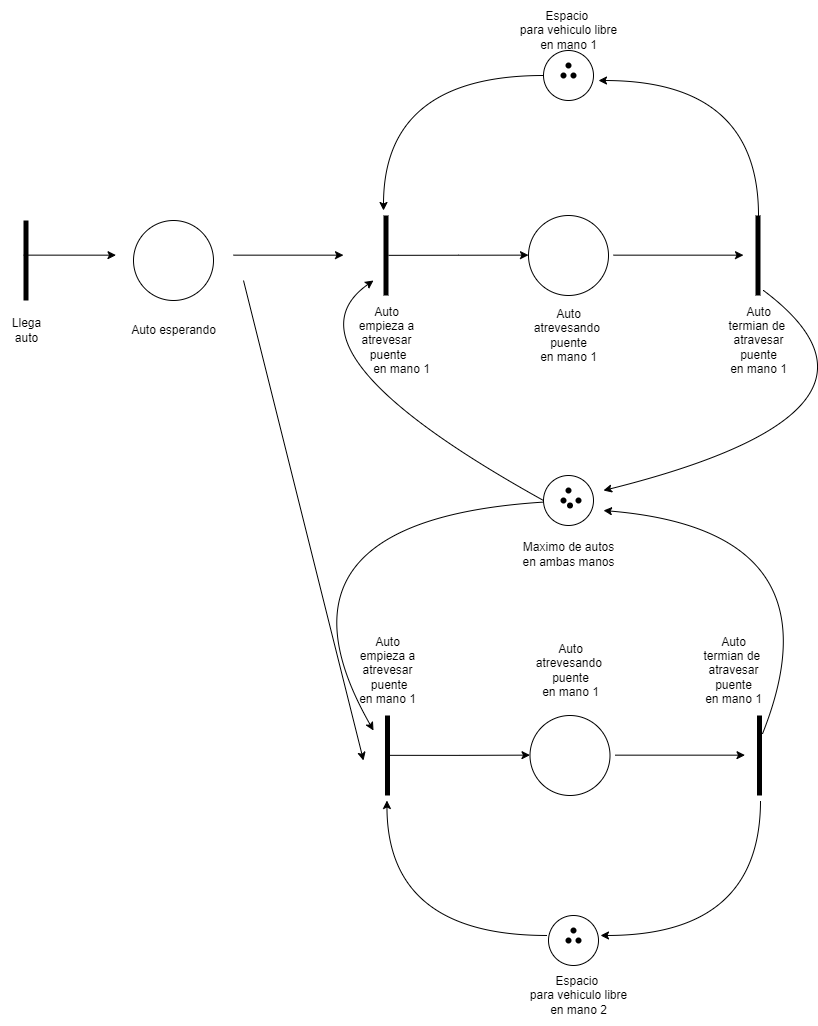 Espacio
para vehiculo libre
en mano 1
Llega
auto
Auto esperando
Auto
empieza a
atrevesar
puente
en mano 1
Auto
atrevesando
puente
en mano 1
Auto
termian de
atravesar
puente
en mano 1
Maximo de autos
en ambas manos
Auto
empieza a
atrevesar
puente
en mano 1
Auto
atrevesando
puente
en mano 1
Auto
termian de
atravesar
puente
en mano 1
Espacio
para vehiculo libre
en mano 2